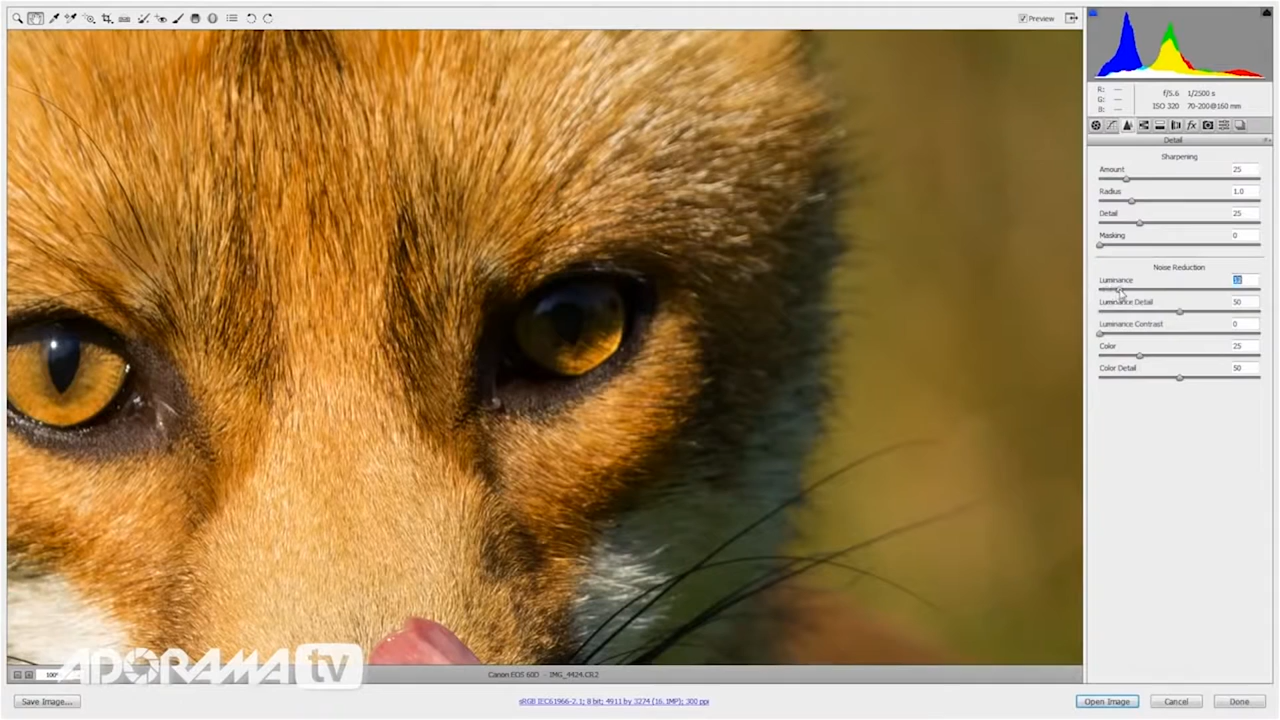 Preview
R: ---
G: ---
B: ---
f/5.6 1/2500 s
ISO 320 70-200@160 mm
fx
Detail
Sharpening
Amount 25
Radius 1.0
Detail 25
Masking 0
Noise Reduction
Luminance 12
Luminance Detail 50
Luminance Contrast 0
Color 25
Color Detail 50
ADORAMA tv
100%
Canon EOS 60D - IMG_4424.CR2
Save Image...
sRGB IEC61966-2.1; 8 bit; 4911 by 3274 (16.1MP); 300 ppi
Open Image
Cancel
Done